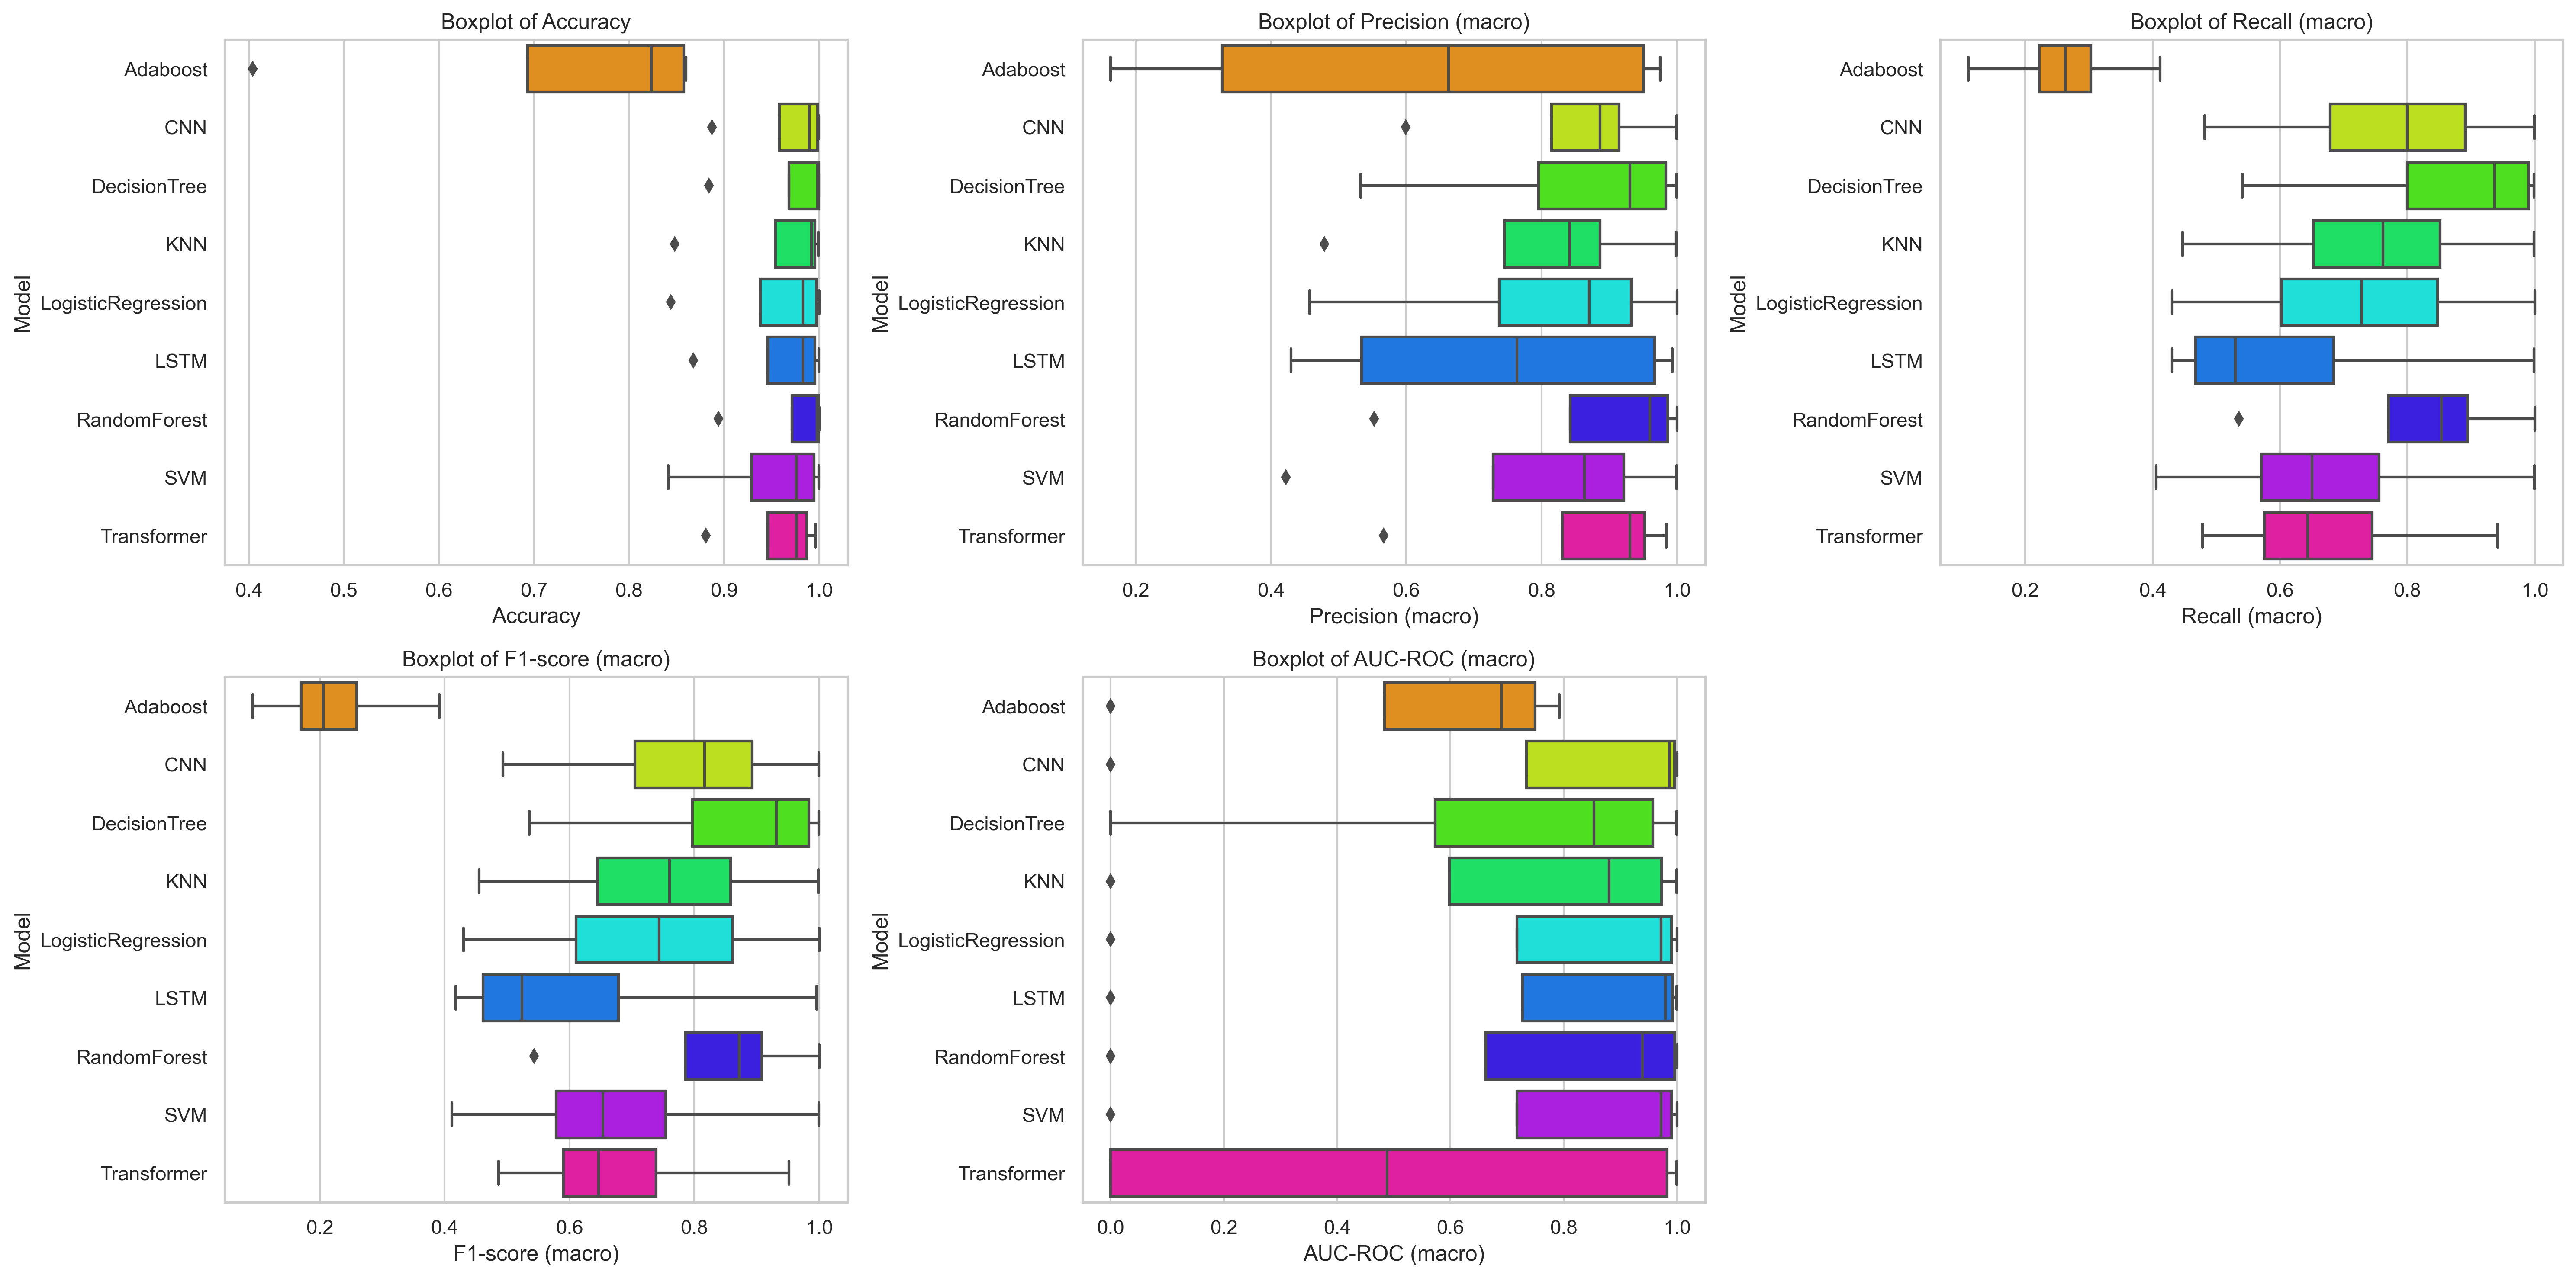 Boxplot of Accuracy
Model
Adaboost
CNN
DecisionTree
KNN
LogisticRegression
LSTM
RandomForest
SVM
Transformer
0.4 0.5 0.6 0.7 0.8 0.9 1.0
Accuracy
Boxplot of Precision (macro)
Model
Adaboost
CNN
DecisionTree
KNN
LogisticRegression
LSTM
RandomForest
SVM
Transformer
0.2 0.4 0.6 0.8 1.0
Precision (macro)
Boxplot of Recall (macro)
Model
Adaboost
CNN
DecisionTree
KNN
LogisticRegression
LSTM
RandomForest
SVM
Transformer
0.2 0.4 0.6 0.8 1.0
Recall (macro)
Boxplot of F1-score (macro)
Model
Adaboost
CNN
DecisionTree
KNN
LogisticRegression
LSTM
RandomForest
SVM
Transformer
0.2 0.4 0.6 0.8 1.0
F1-score (macro)
Boxplot of AUC-ROC (macro)
Model
Adaboost
CNN
DecisionTree
KNN
LogisticRegression
LSTM
RandomForest
SVM
Transformer
0.0 0.2 0.4 0.6 0.8 1.0
AUC-ROC (macro)